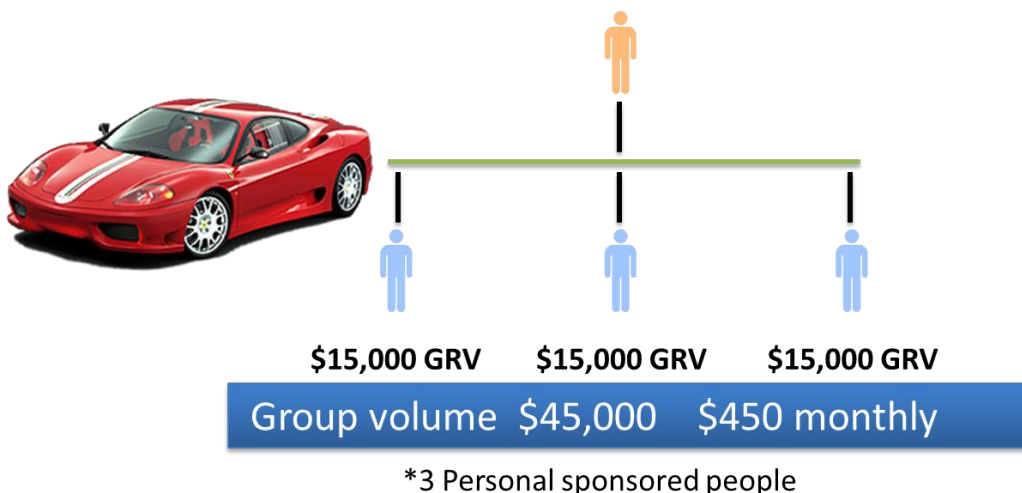 $15,000 GRV $15,000 GRV $15,000 GRV
Group volume $45,000 $450 monthly
*3 Personal sponsored people